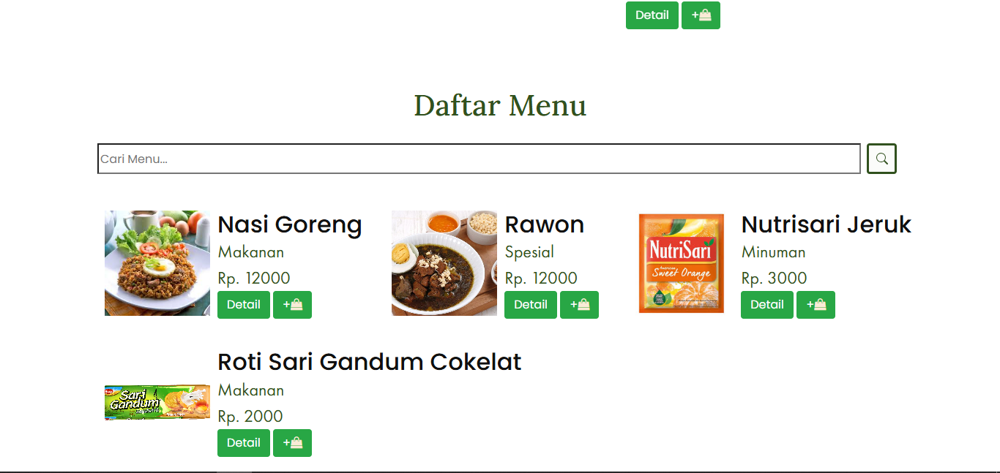 Detail +
Daftar Menu
Cari Menu...
Nasi Goreng
Makanan
Rp. 12000
Detail +
Rawon
Spesial
Rp. 12000
Detail +
NutriSari
American
Sweet Orange
Nutrisari Jeruk
Minuman
Rp. 3000
Detail +
Sari
Gandum
Roti Sari Gandum Cokelat
Makanan
Rp. 2000
Detail +